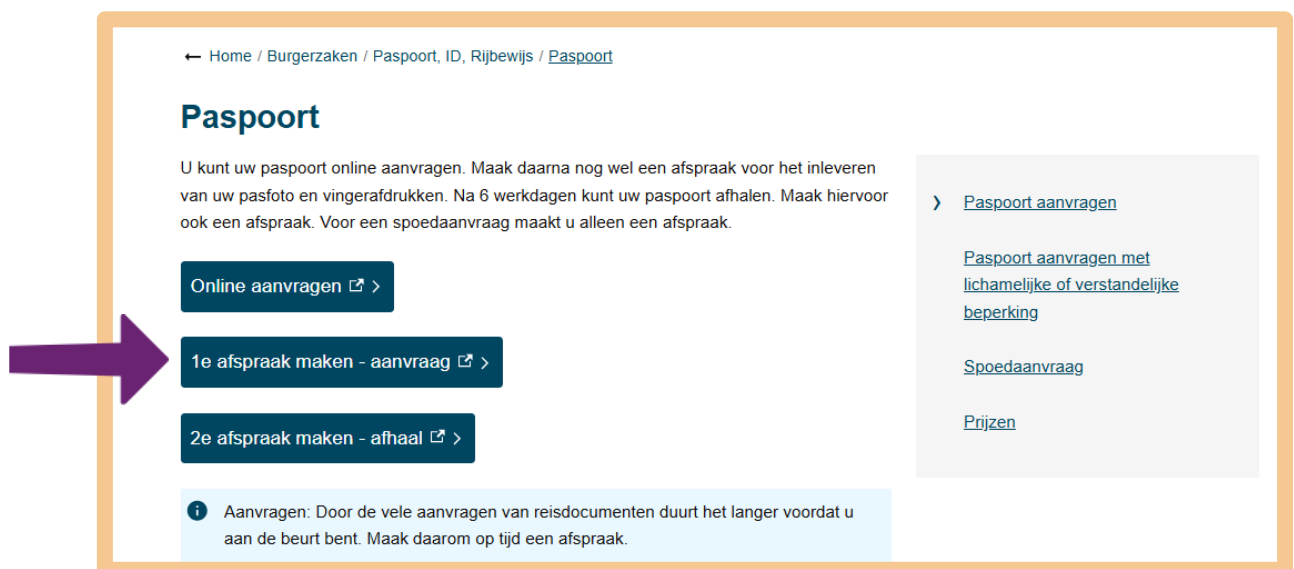 ← Home / Burgerzaken / Paspoort, ID, Rijbewijs / Paspoort
Paspoort
U kunt uw paspoort online aanvragen. Maak daarna nog wel een afspraak voor het inleveren
van uw pasfoto en vingerafdrukken. Na 6 werkdagen kunt uw paspoort afhalen. Maak hiervoor
ook een afspraak. Voor een spoedaanvraag maakt u alleen een afspraak.
Online aanvragen
1e afspraak maken - aanvraag
2e afspraak maken - afhaal
Aanvragen: Door de vele aanvragen van reisdocumenten duurt het langer voordat u
aan de beurt bent. Maak daarom op tijd een afspraak.
Paspoort aanvragen
Paspoort aanvragen met
lichamelijke of verstandelijke
beperking
Spoedaanvraag
Prijzen